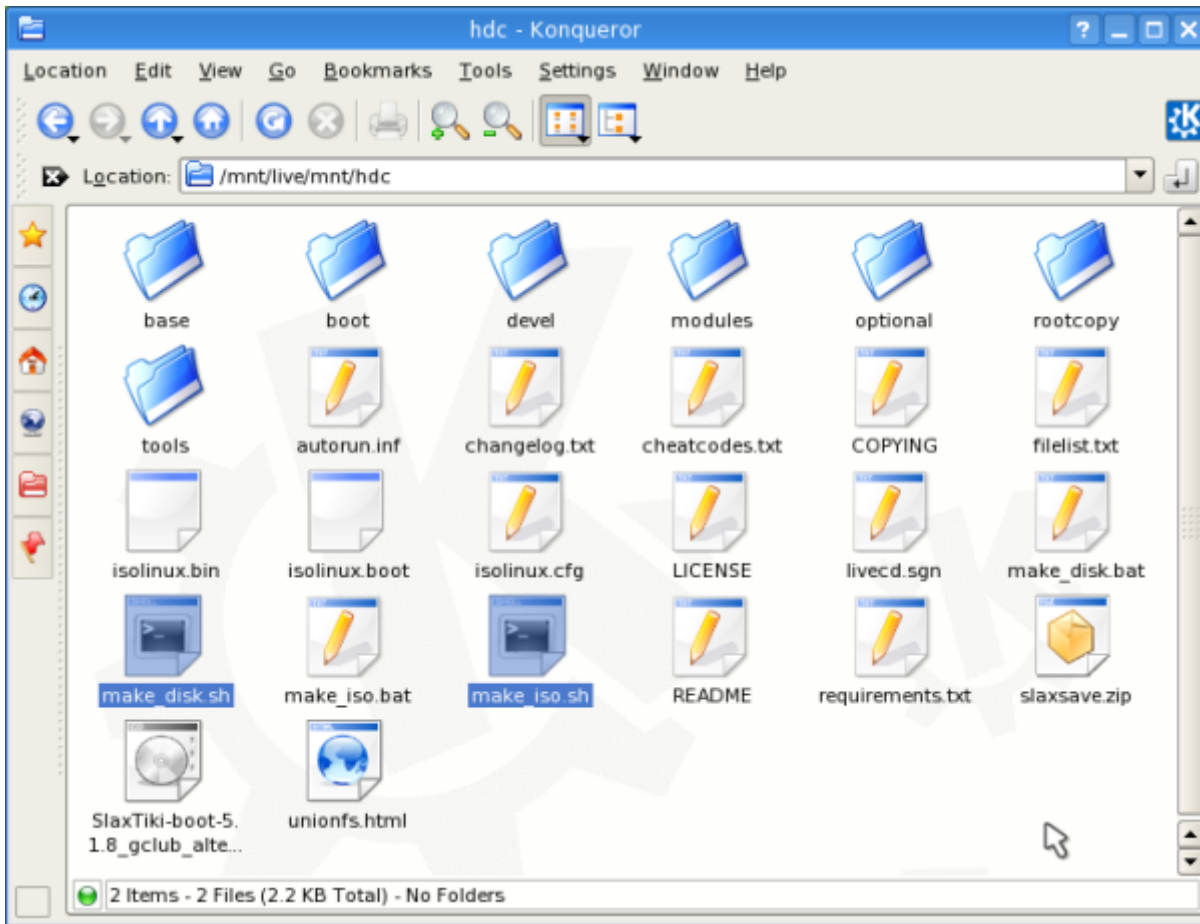 hdc - Konqueror
Location Edit View Go Bookmarks Tools Settings Window Help
Location: /mnt/live/mnt/hdc
base boot devel modules optional rootcopy
tools autorun.inf changelog.txt cheatcodes.txt COPYING filelist.txt
isolinux.bin isolinux.boot isolinux.cfg LICENSE livecd.sgn make_disk.bat
make_disk.sh make_iso.bat make_iso.sh README requirements.txt slaxsave.zip
SlaxTiki-boot-5. unionfs.html
1.8_gclub_alte...
2 Items - 2 Files (2.2 KB Total) - No Folders